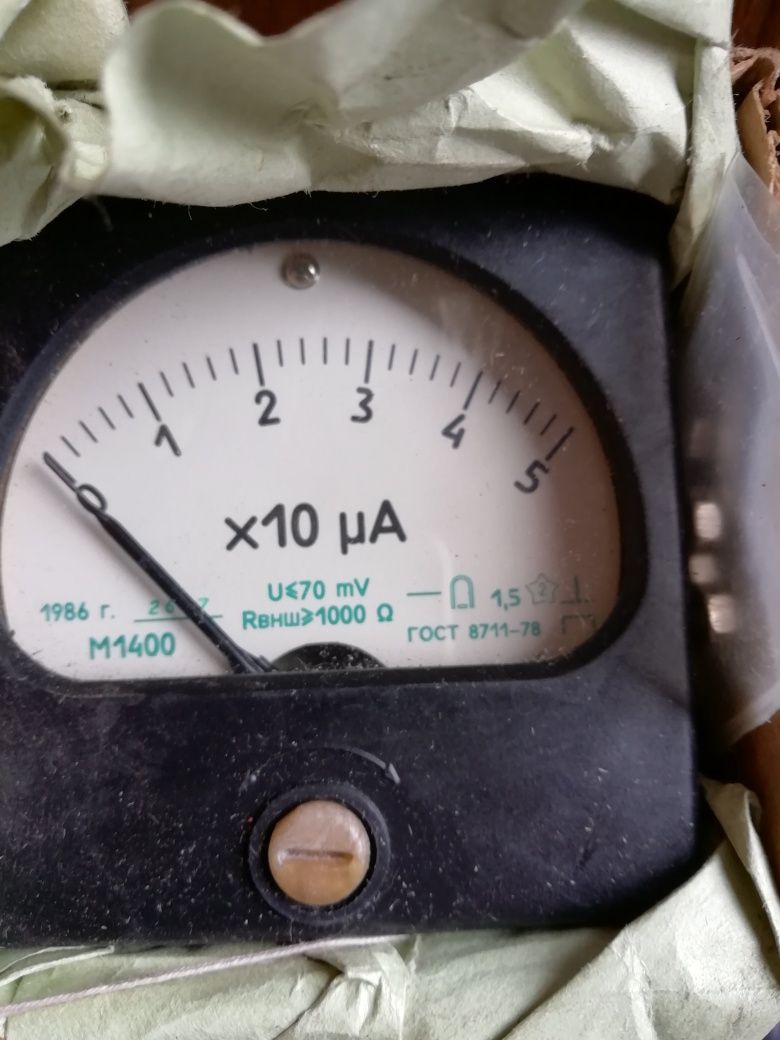 0 1 2 3 4 5
x10 µA
U⩽70 mV
Rвнш⩾1000 Ω
1986 г.
М1400
1,5 2
ГОСТ 8711-78